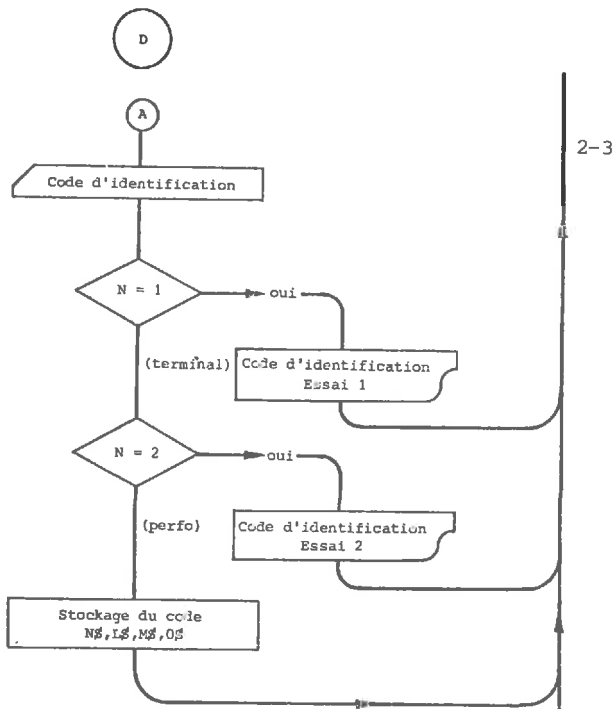 D
A
2-3
Code d'identification
N = 1
oui
(terminal)
Code d'identification
Essai 1
N = 2
oui
(perfo)
Code d'identification
Essai 2
Stockage du code
N$,L$,M$,O$